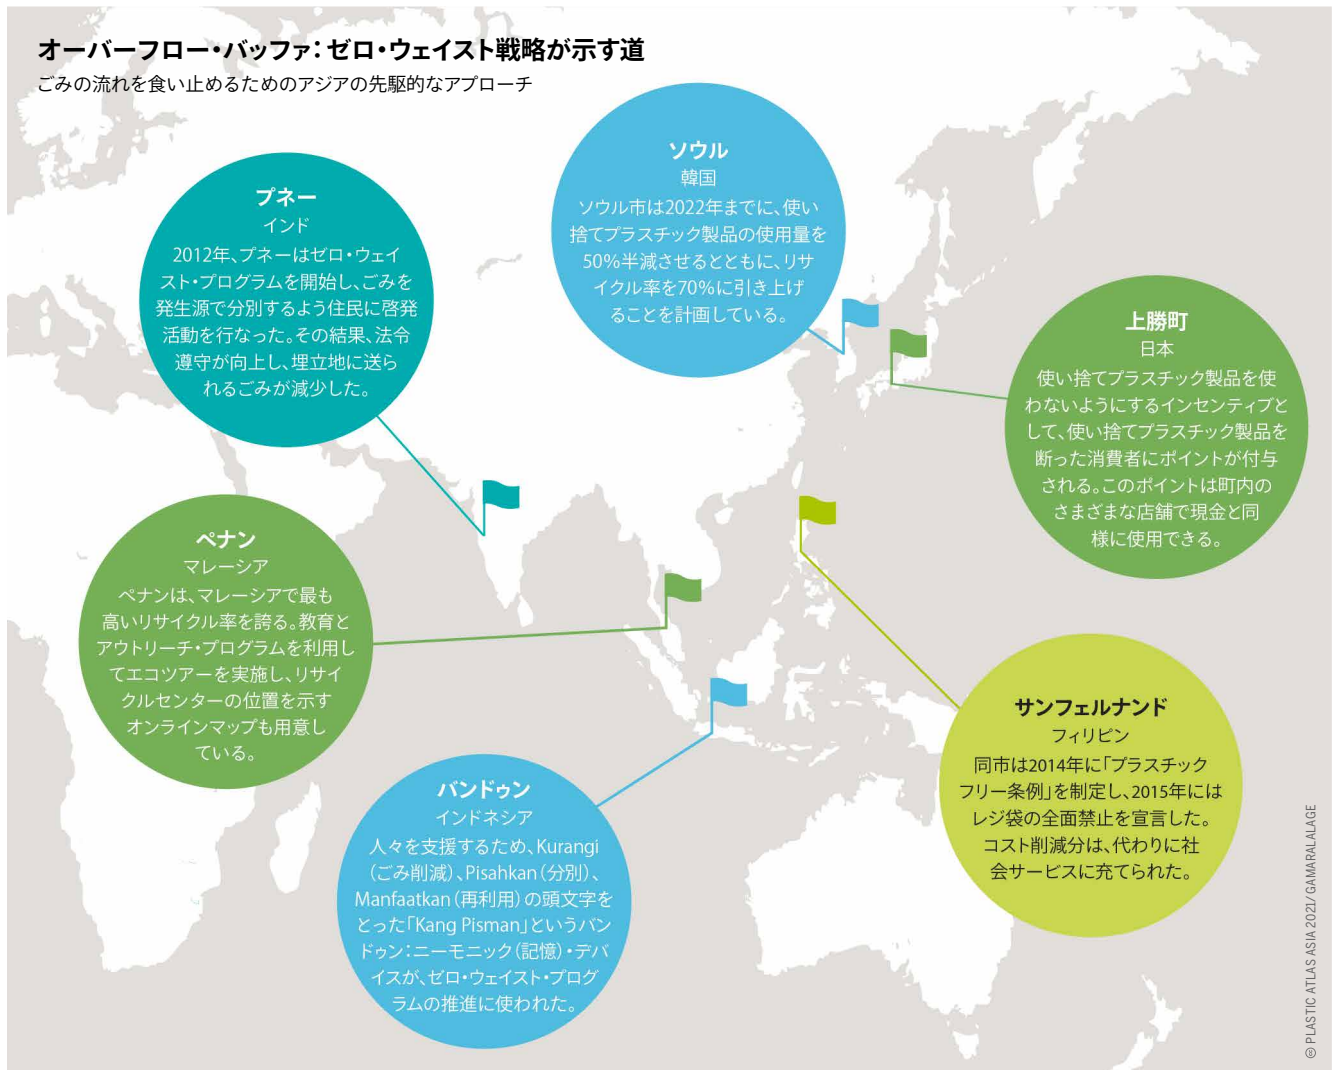 オーバーフロー・バッファ：ゼロ・ウェイスト戦略が示す道
ごみの流れを食い止めるためのアジアの先駆的なアプローチ
ソウル
韓国
ソウル市は2022年までに、使い
捨てプラスチック製品の使用量を
50％半減させるとともに、リサ
イクル率を70％に引き上げ
ることを計画している。
プネー
インド
2012年、プネーはゼロ・ウェイ
スト・プログラムを開始し、ごみを
発生源で分別するよう住民に啓発
活動を行なった。その結果、法令
遵守が向上し、埋立地に送ら
れるごみが減少した。
上勝町
日本
使い捨てプラスチック製品を使
わないようにするインセンティブと
して、使い捨てプラスチック製品を
断った消費者にポイントが付与
される。このポイントは町内の
さまざまな店舗で現金と同
様に使用できる。
ペナン
マレーシア
ペナンは、マレーシアで最も
高いリサイクル率を誇る。教育と
アウトリーチ・プログラムを利用し
てエコツアーを実施し、リサイ
クルセンターの位置を示す
オンラインマップも用意し
ている。
サンフェルナンド
フィリピン
同市は2014年に「プラスチック
フリー条例」を制定し、2015年には
レジ袋の全面禁止を宣言した。
コスト削減分は、代わりに社
会サービスに充てられた。
バンドゥン
インドネシア
人々を支援するため、Kurangi
（ごみ削減）、Pisahkan（分別）、
Manfaatkan（再利用）の頭文字を
とった「Kang Pisman」というバン
ドゥン：ニーモニック（記憶）・デバ
イスが、ゼロ・ウェイスト・プログ
ラムの推進に使われた。
🄯 PLASTIC ATLAS ASIA 2021/ GAMARALALAGE